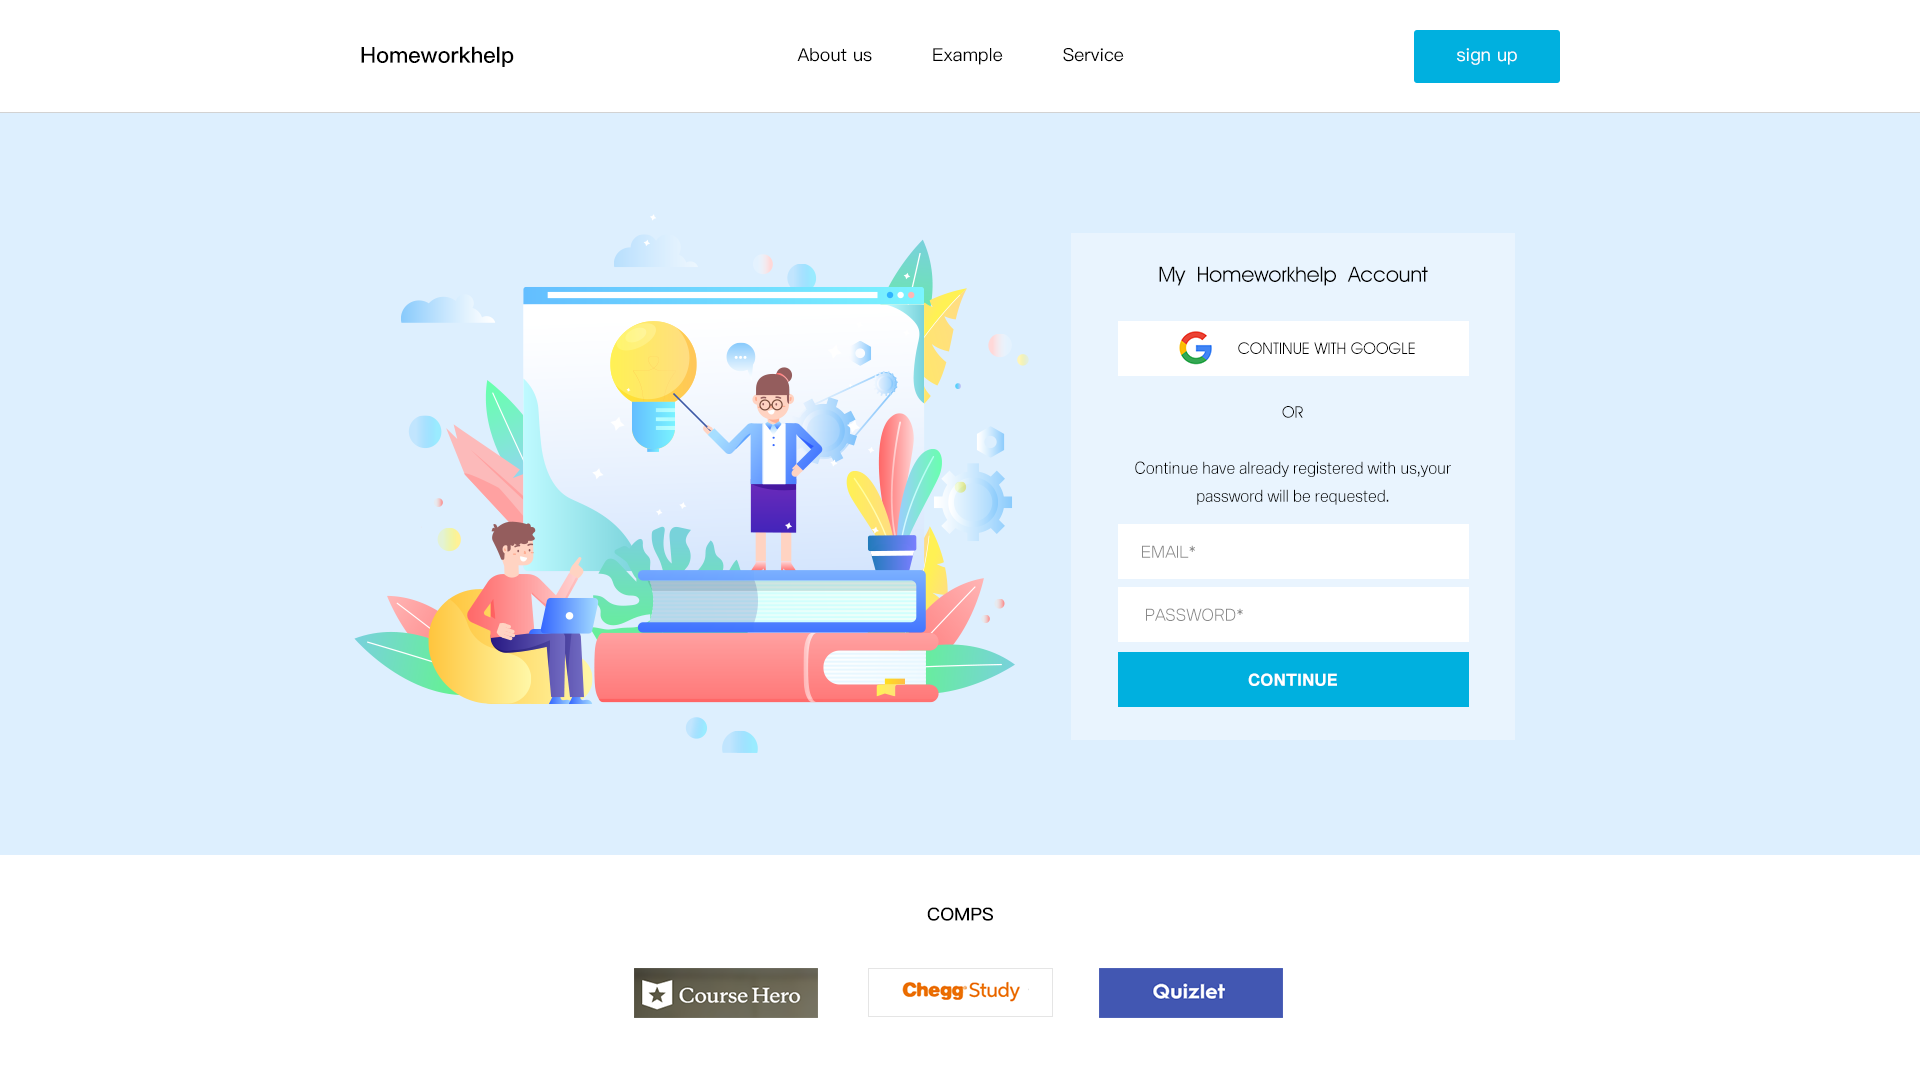 Homeworkhelp
About us
Example
Service
sign up
My Homeworkhelp Account
CONTINUE WITH GOOGLE
OR
Continue have already registered with us,your
password will be requested.
EMAIL*
PASSWORD*
CONTINUE
COMPS
Course Hero
Chegg Study
Quizlet